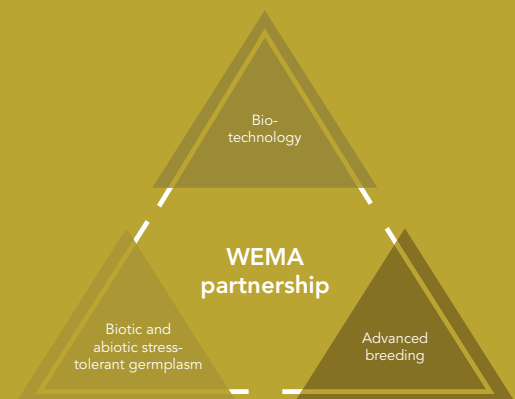 Bio-
technology
WEMA
partnership
Biotic and
abiotic stress-
tolerant germplasm
Advanced
breeding